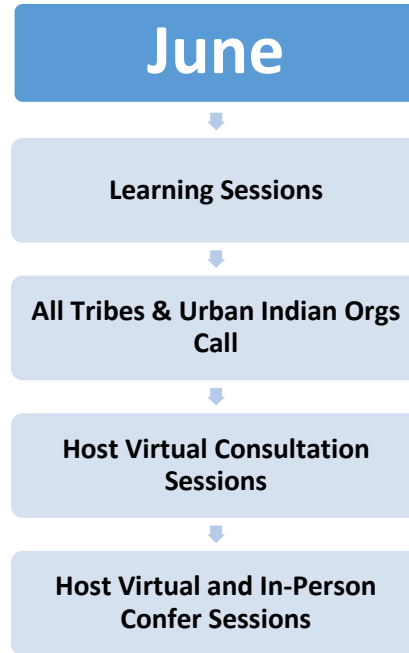 June
Learning Sessions
All Tribes & Urban Indian Orgs
Call
Host Virtual Consultation
Sessions
Host Virtual and In-Person
Confer Sessions